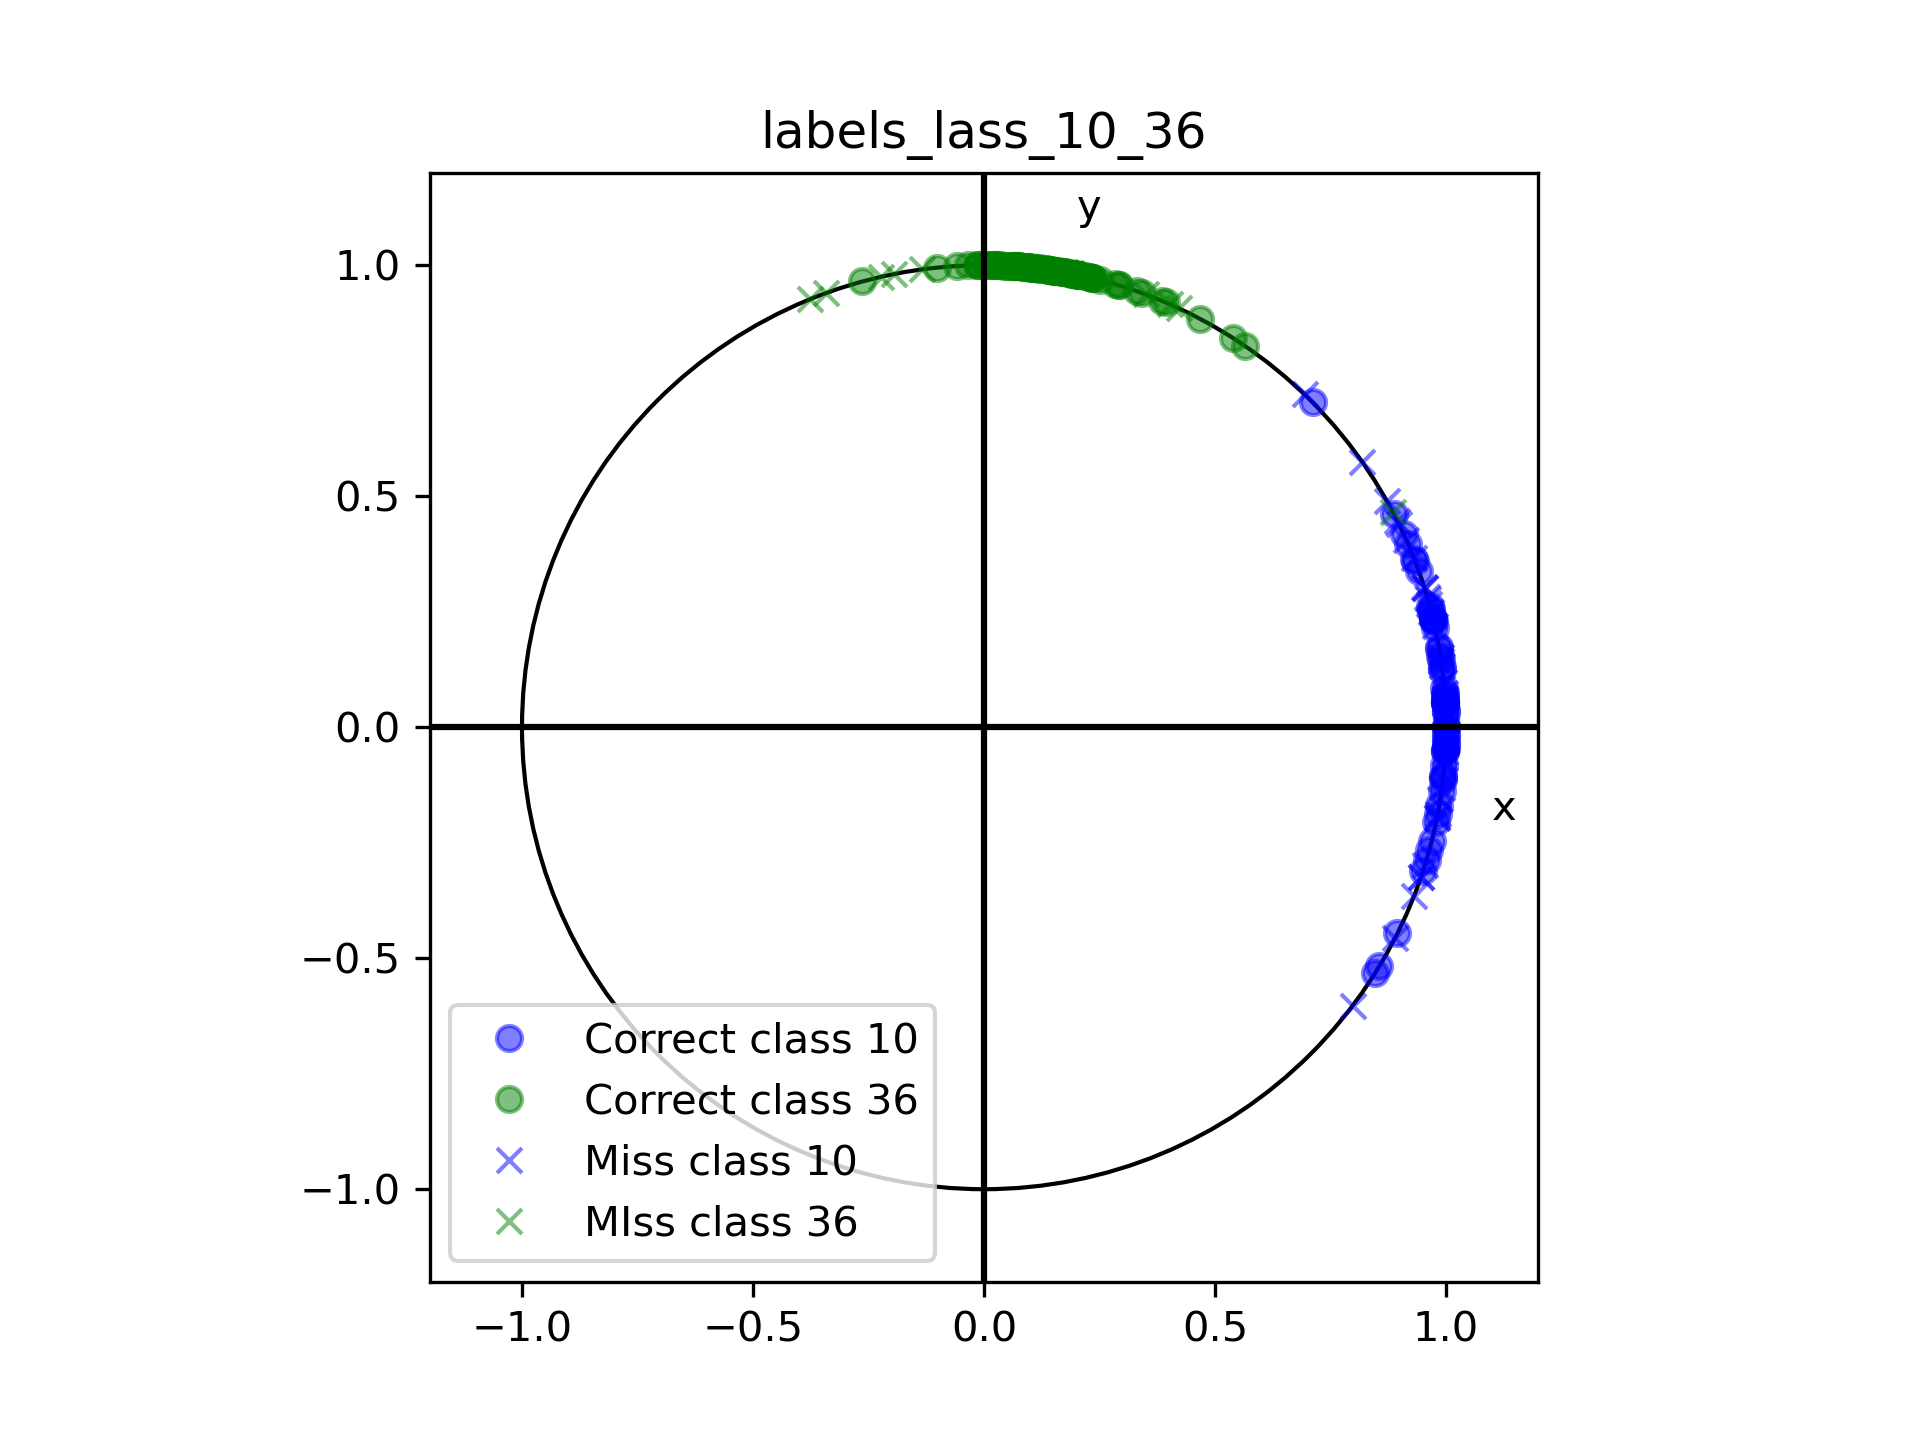 labels_lass_10_36
y
1.0
0.5
0.0
−0.5
−1.0
x
Correct class 10
Correct class 36
Miss class 10
MIss class 36
−1.0 −0.5 0.0 0.5 1.0